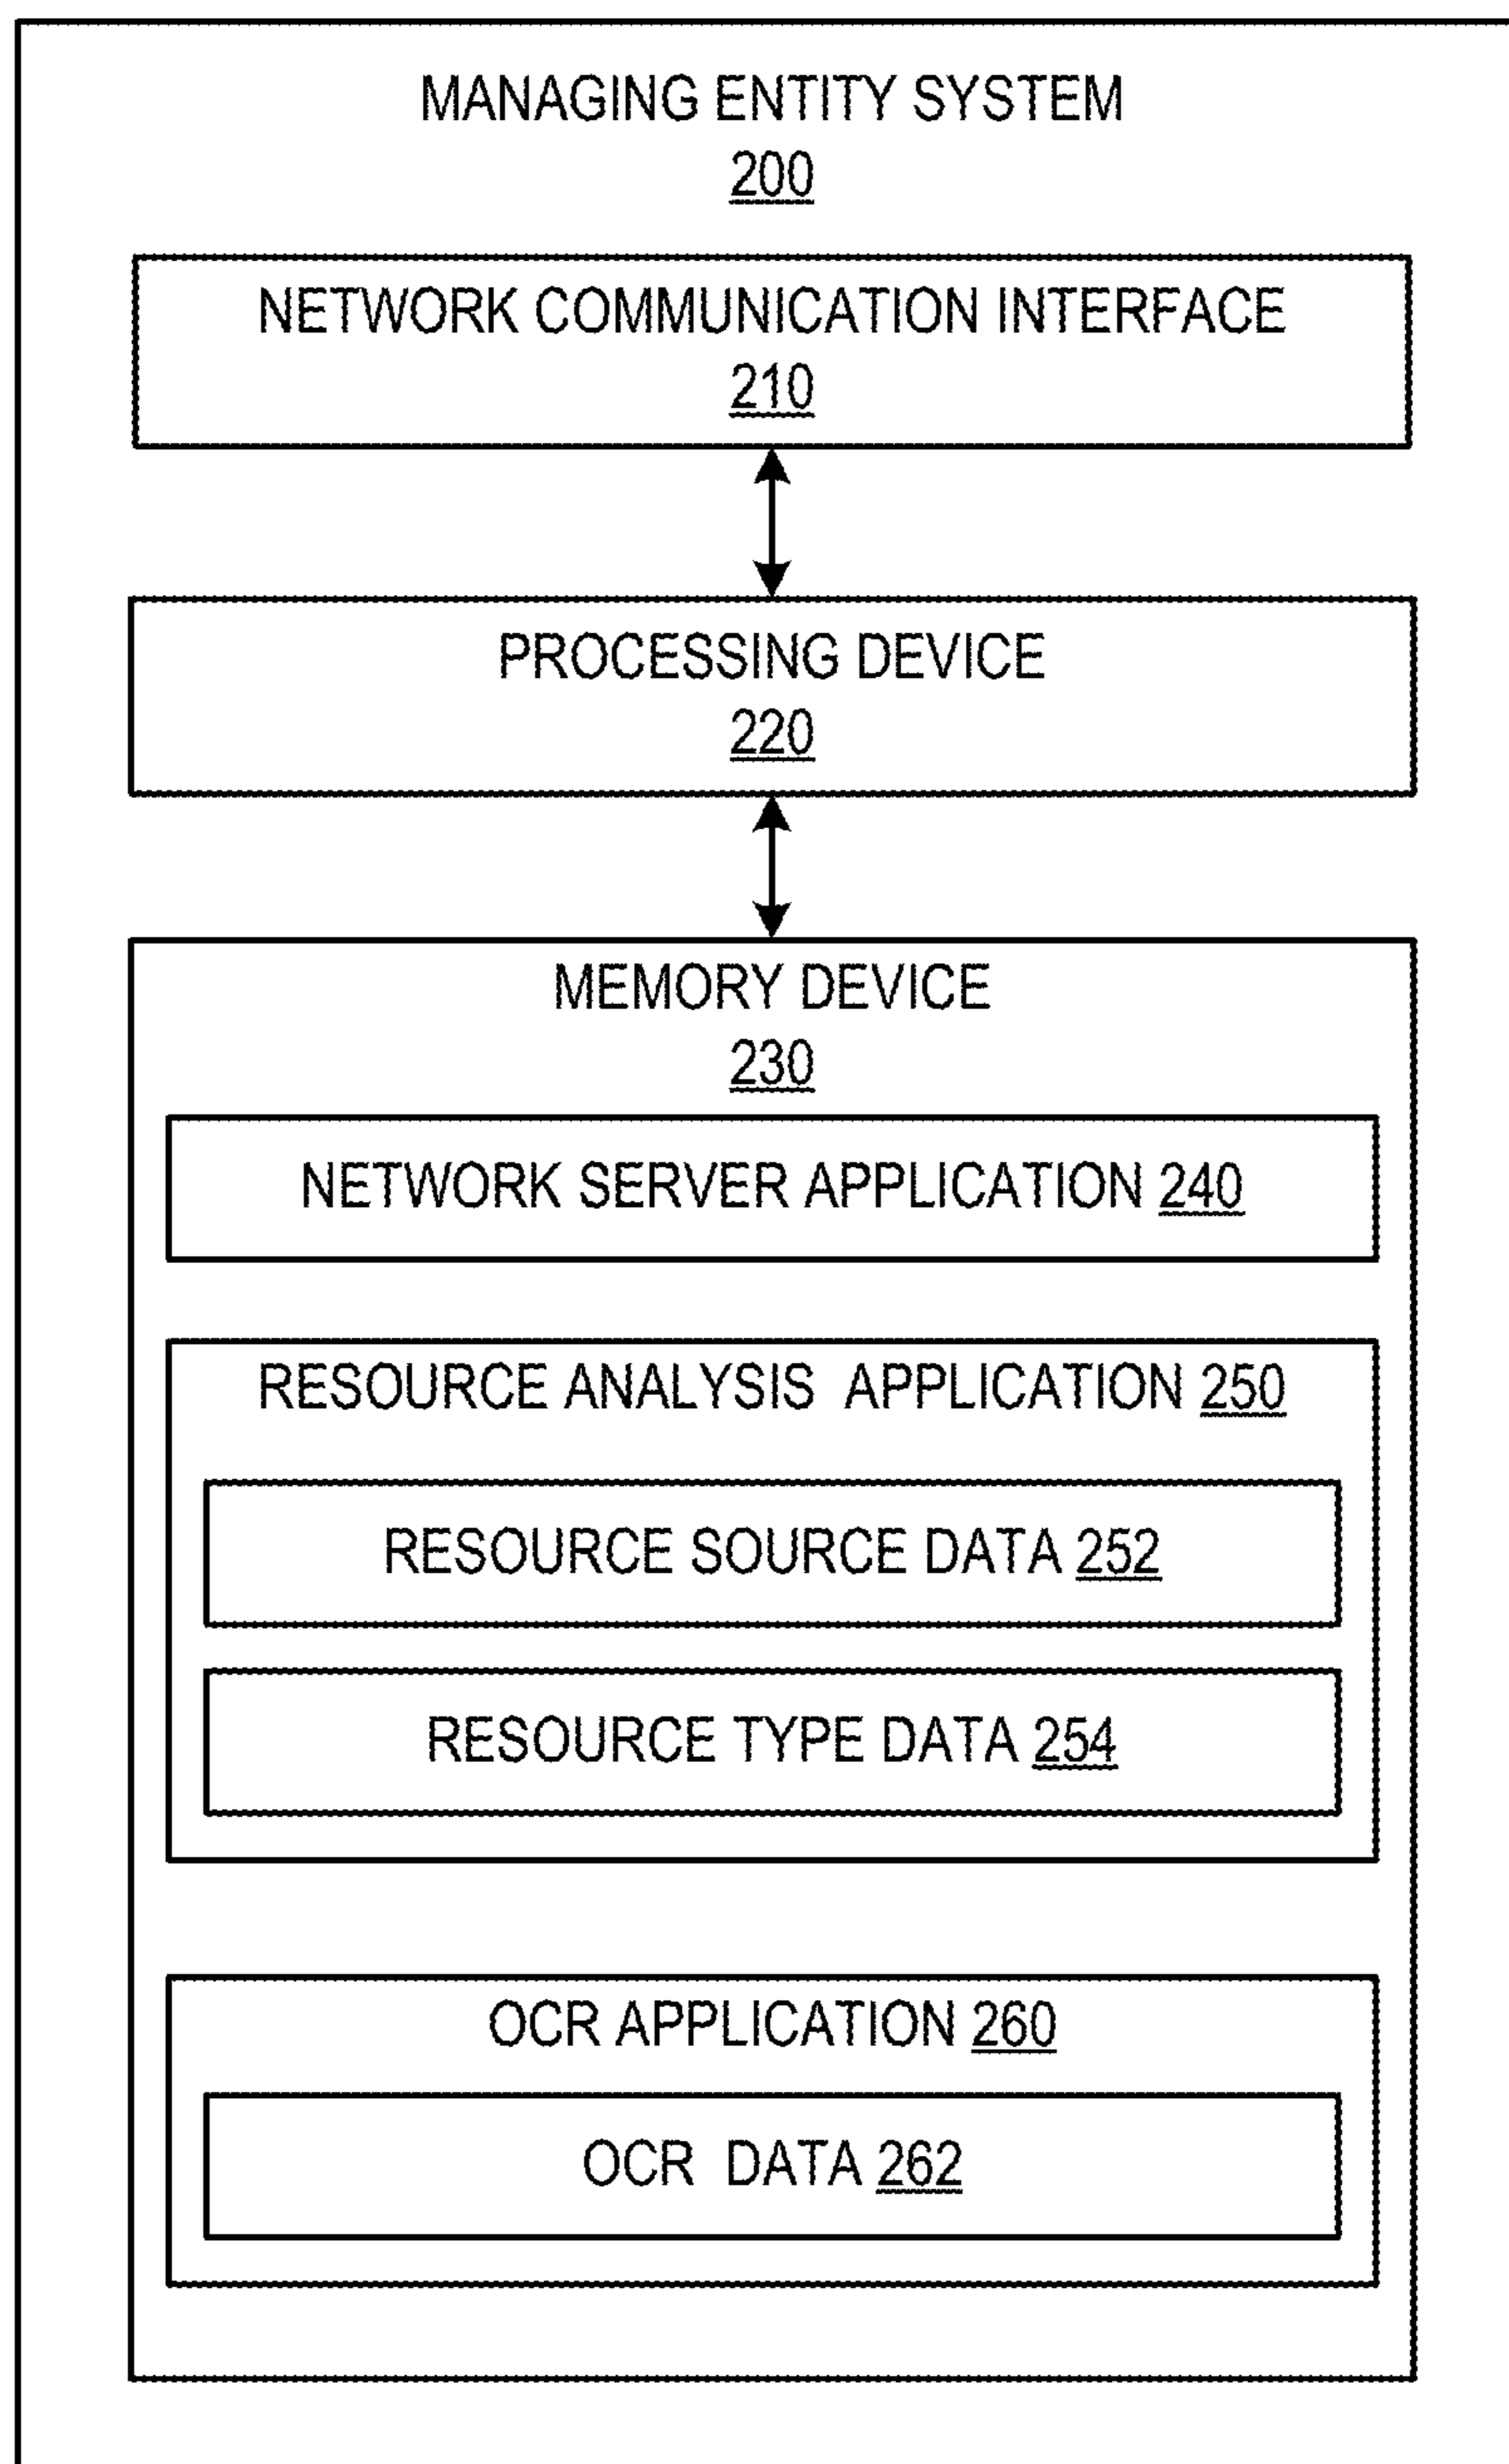 MANAGING ENTITY SYSTEM
200
NETWORK COMMUNICATION INTERFACE
210
PROCESSING DEVICE
220
MEMORY DEVICE
230
NETWORK SERVER APPLICATION 240
RESOURCE ANALYSIS APPLICATION 250
RESOURCE SOURCE DATA 252
RESOURCE TYPE DATA 254
OCR APPLICATION 260
OCR DATA 262